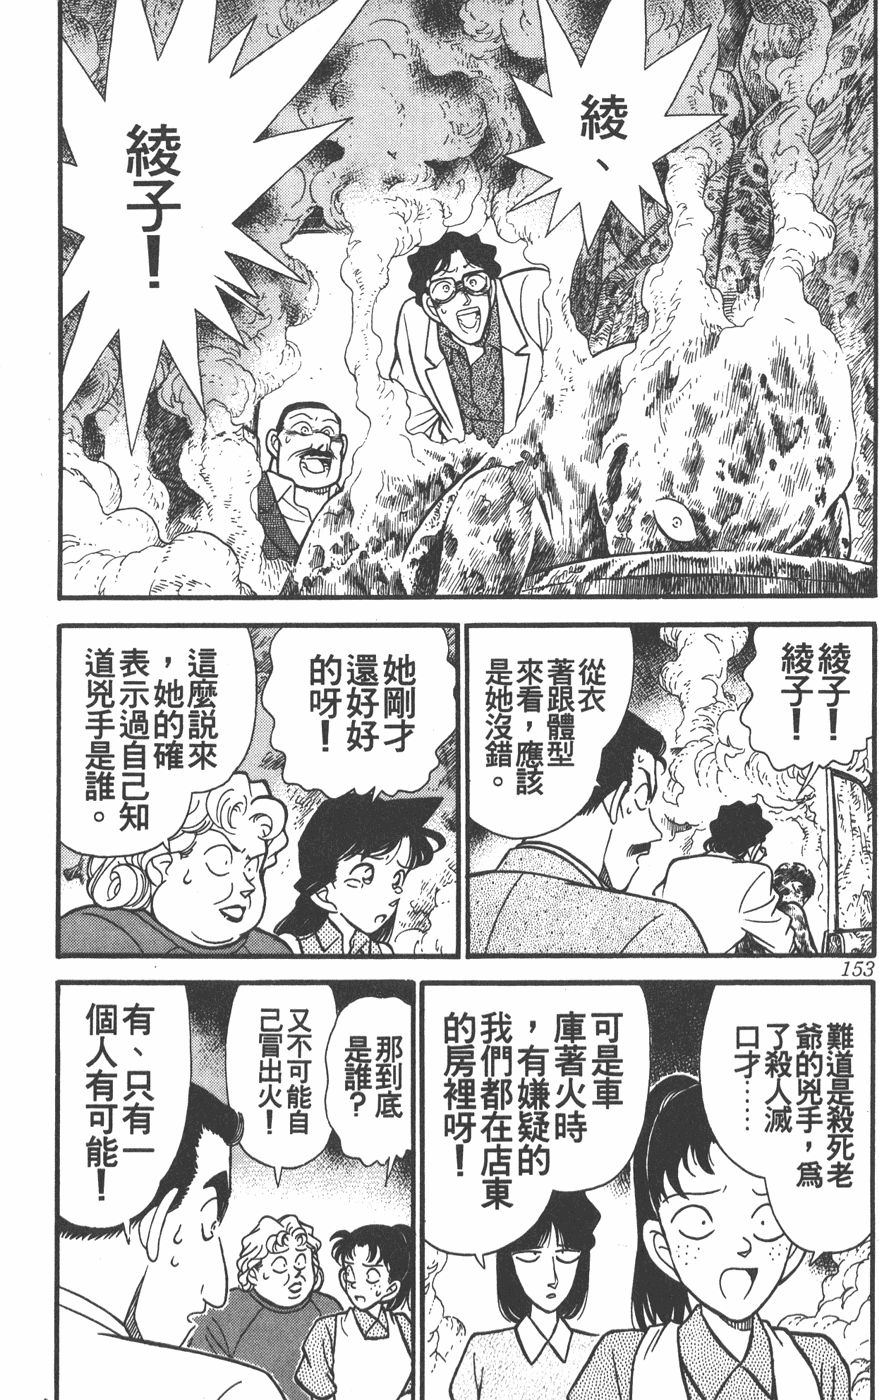 綾、
綾子！
綾子！
綾子！
從衣
著跟體型
來看，應該
是她沒錯。
她剛才
還好好
的呀！
這麼説來
，她的確
表示過自己知
道兇手是誰。
153
難道是殺死老
爺的兇手，爲
了殺人滅
口才……
可是車
庫著火時
，有嫌疑的
我們都在店東
的房裡呀！
那到底
是誰？
又不可能自
己冒出火！
有、只有一
個人有可能！